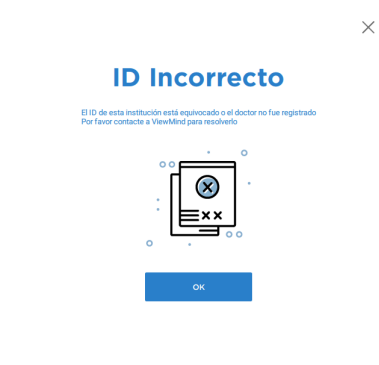 ID Incorrecto
El ID de esta institución está equivocado o el doctor no fue registrado
Por favor contacte a ViewMind para resolverlo
OK